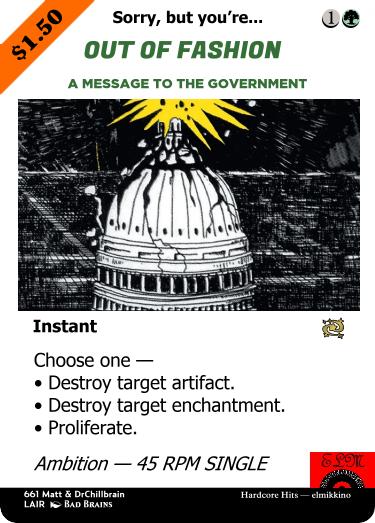 $1.50
Sorry, but you're...
1
OUT OF FASHION
A MESSAGE TO THE GOVERNMENT
Instant
Choose one —
• Destroy target artifact.
• Destroy target enchantment.
• Proliferate.
Ambition — 45 RPM SINGLE
ELM
661 Matt & DrChillbrain
Hardcore Hits — elmikkino
LAIR BAD BRAINS